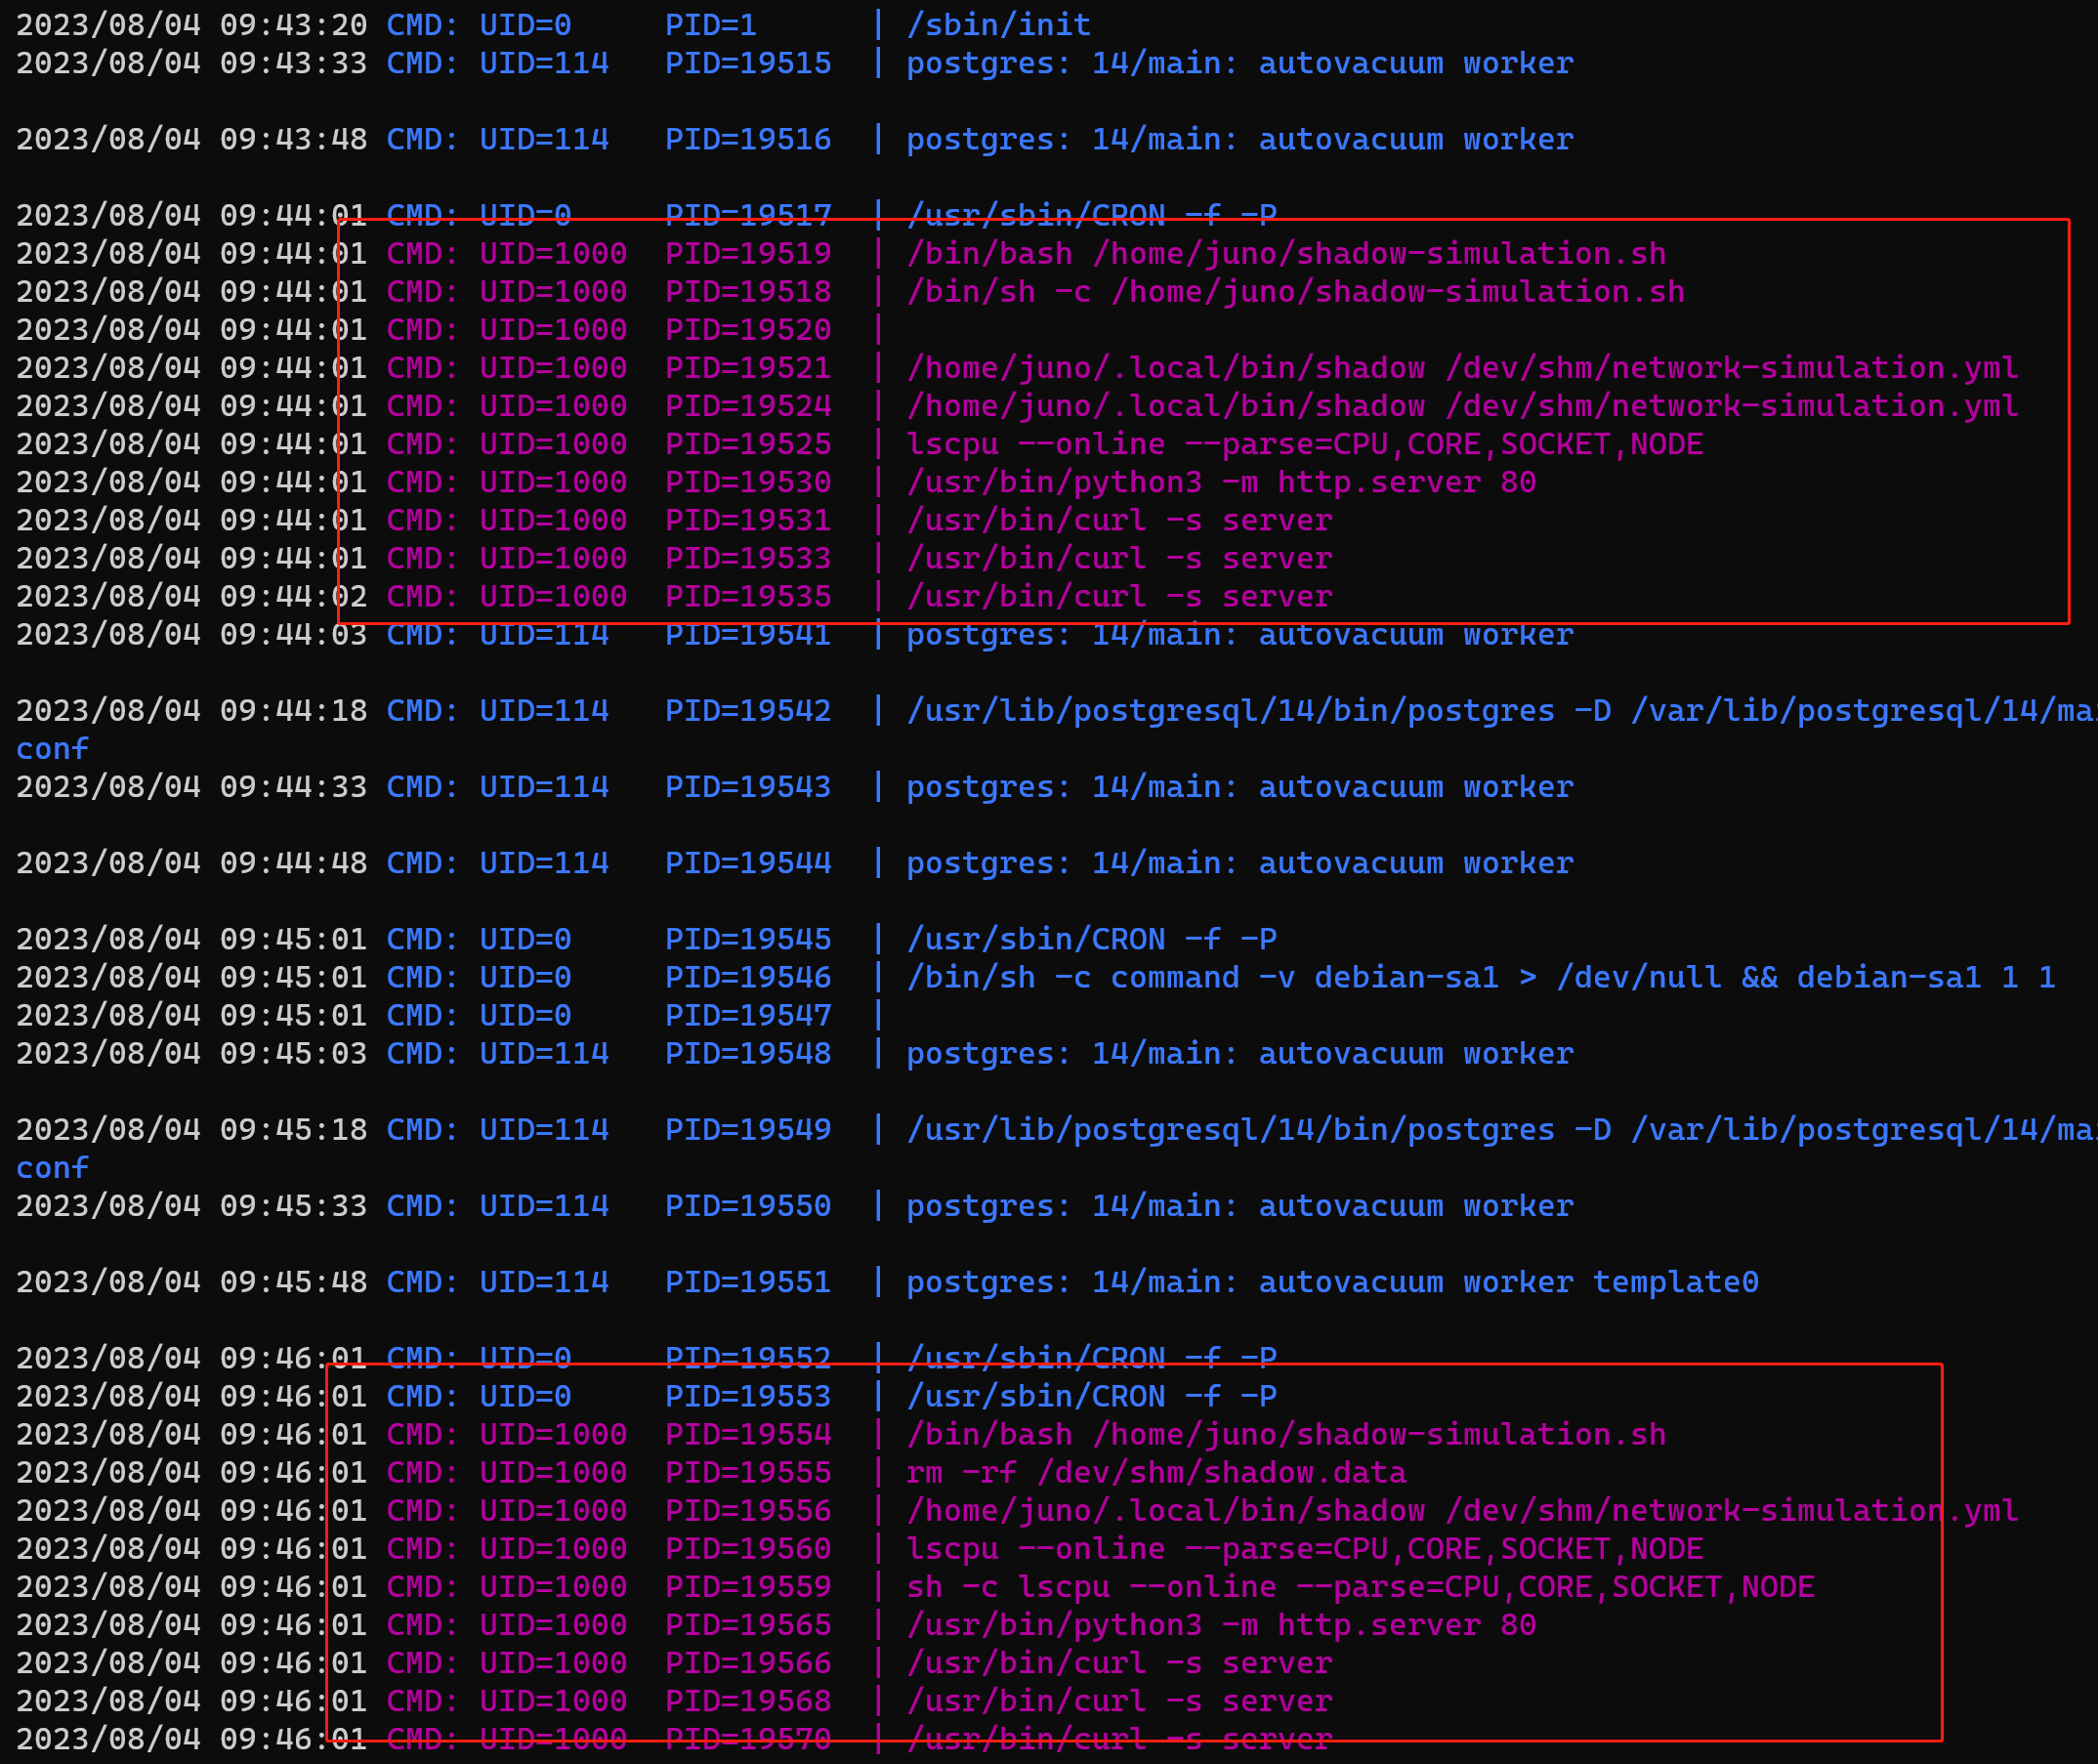 2023/08/04 09:43:20 CMD: UID=0     PID=1      | /sbin/init
2023/08/04 09:43:33 CMD: UID=114   PID=19515  | postgres: 14/main: autovacuum worker
2023/08/04 09:43:48 CMD: UID=114   PID=19516  | postgres: 14/main: autovacuum worker
2023/08/04 09:44:01 CMD: UID=0     PID=19517  | /usr/sbin/CRON -f -P
2023/08/04 09:44:01 CMD: UID=1000  PID=19519  | /bin/bash /home/juno/shadow-simulation.sh
2023/08/04 09:44:01 CMD: UID=1000  PID=19518  | /bin/sh -c /home/juno/shadow-simulation.sh
2023/08/04 09:44:01 CMD: UID=1000  PID=19520  |
2023/08/04 09:44:01 CMD: UID=1000  PID=19521  | /home/juno/.local/bin/shadow /dev/shm/network-simulation.yml
2023/08/04 09:44:01 CMD: UID=1000  PID=19524  | /home/juno/.local/bin/shadow /dev/shm/network-simulation.yml
2023/08/04 09:44:01 CMD: UID=1000  PID=19525  | lscpu --online --parse=CPU,CORE,SOCKET,NODE
2023/08/04 09:44:01 CMD: UID=1000  PID=19530  | /usr/bin/python3 -m http.server 80
2023/08/04 09:44:01 CMD: UID=1000  PID=19531  | /usr/bin/curl -s server
2023/08/04 09:44:01 CMD: UID=1000  PID=19533  | /usr/bin/curl -s server
2023/08/04 09:44:02 CMD: UID=1000  PID=19535  | /usr/bin/curl -s server
2023/08/04 09:44:03 CMD: UID=114   PID=19541  | postgres: 14/main: autovacuum worker
2023/08/04 09:44:18 CMD: UID=114   PID=19542  | /usr/lib/postgresql/14/bin/postgres -D /var/lib/postgresql/14/mai
conf
2023/08/04 09:44:33 CMD: UID=114   PID=19543  | postgres: 14/main: autovacuum worker
2023/08/04 09:44:48 CMD: UID=114   PID=19544  | postgres: 14/main: autovacuum worker
2023/08/04 09:45:01 CMD: UID=0     PID=19545  | /usr/sbin/CRON -f -P
2023/08/04 09:45:01 CMD: UID=0     PID=19546  | /bin/sh -c command -v debian-sa1 > /dev/null && debian-sa1 1 1
2023/08/04 09:45:01 CMD: UID=0     PID=19547  |
2023/08/04 09:45:03 CMD: UID=114   PID=19548  | postgres: 14/main: autovacuum worker
2023/08/04 09:45:18 CMD: UID=114   PID=19549  | /usr/lib/postgresql/14/bin/postgres -D /var/lib/postgresql/14/mai
conf
2023/08/04 09:45:33 CMD: UID=114   PID=19550  | postgres: 14/main: autovacuum worker
2023/08/04 09:45:48 CMD: UID=114   PID=19551  | postgres: 14/main: autovacuum worker template0
2023/08/04 09:46:01 CMD: UID=0     PID=19552  | /usr/sbin/CRON -f -P
2023/08/04 09:46:01 CMD: UID=0     PID=19553  | /usr/sbin/CRON -f -P
2023/08/04 09:46:01 CMD: UID=1000  PID=19554  | /bin/bash /home/juno/shadow-simulation.sh
2023/08/04 09:46:01 CMD: UID=1000  PID=19555  | rm -rf /dev/shm/shadow.data
2023/08/04 09:46:01 CMD: UID=1000  PID=19556  | /home/juno/.local/bin/shadow /dev/shm/network-simulation.yml
2023/08/04 09:46:01 CMD: UID=1000  PID=19560  | lscpu --online --parse=CPU,CORE,SOCKET,NODE
2023/08/04 09:46:01 CMD: UID=1000  PID=19559  | sh -c lscpu --online --parse=CPU,CORE,SOCKET,NODE
2023/08/04 09:46:01 CMD: UID=1000  PID=19565  | /usr/bin/python3 -m http.server 80
2023/08/04 09:46:01 CMD: UID=1000  PID=19566  | /usr/bin/curl -s server
2023/08/04 09:46:01 CMD: UID=1000  PID=19568  | /usr/bin/curl -s server
2023/08/04 09:46:01 CMD: UID=1000  PID=19570  | /usr/bin/curl -s server